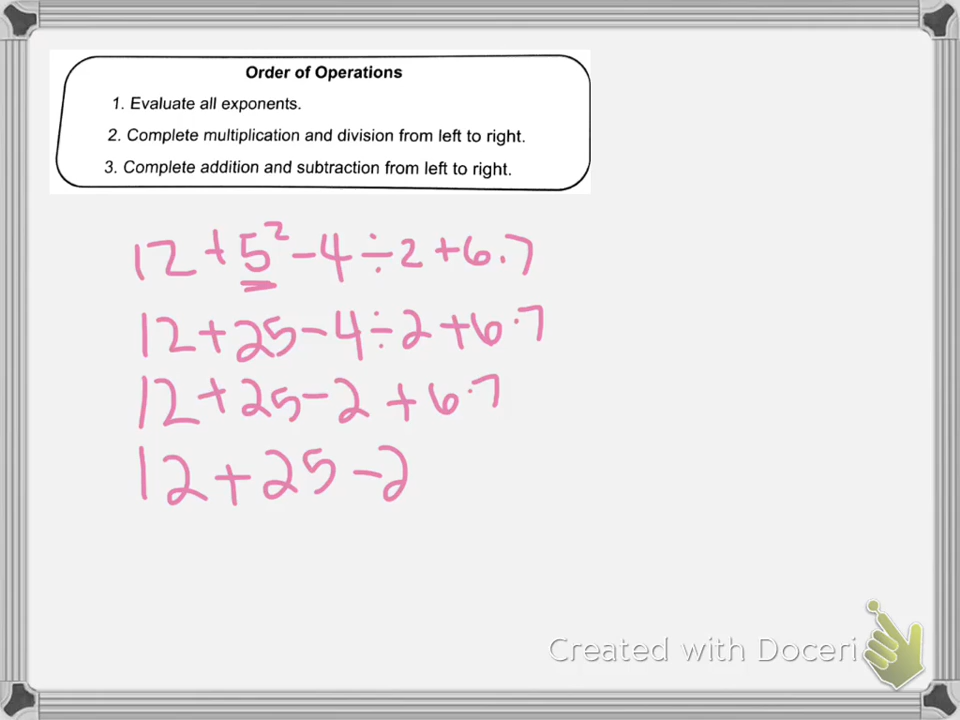 Order of Operations
1. Evaluate all exponents.
2. Complete multiplication and division from left to right.
3. Complete addition and subtraction from left to right.
12 + 5² - 4 ÷ 2 + 6 · 7
12 + 25 - 4 ÷ 2 + 6 · 7
12 + 25 - 2 + 6 · 7
12 + 25 - 2
Created with Doceri